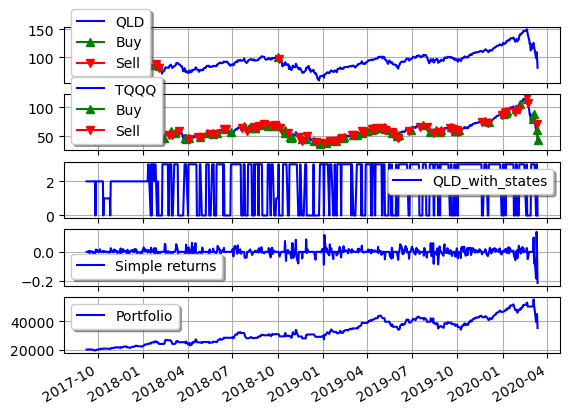 150
100
QLD
Buy
Sell
100
50
TQQQ
Buy
Sell
2
0
QLD_with_states
0.0
−0.2
Simple returns
40000
20000
Portfolio
2017-10
2018-01
2018-04
2018-07
2018-10
2019-01
2019-04
2019-07
2019-10
2020-01
2020-04